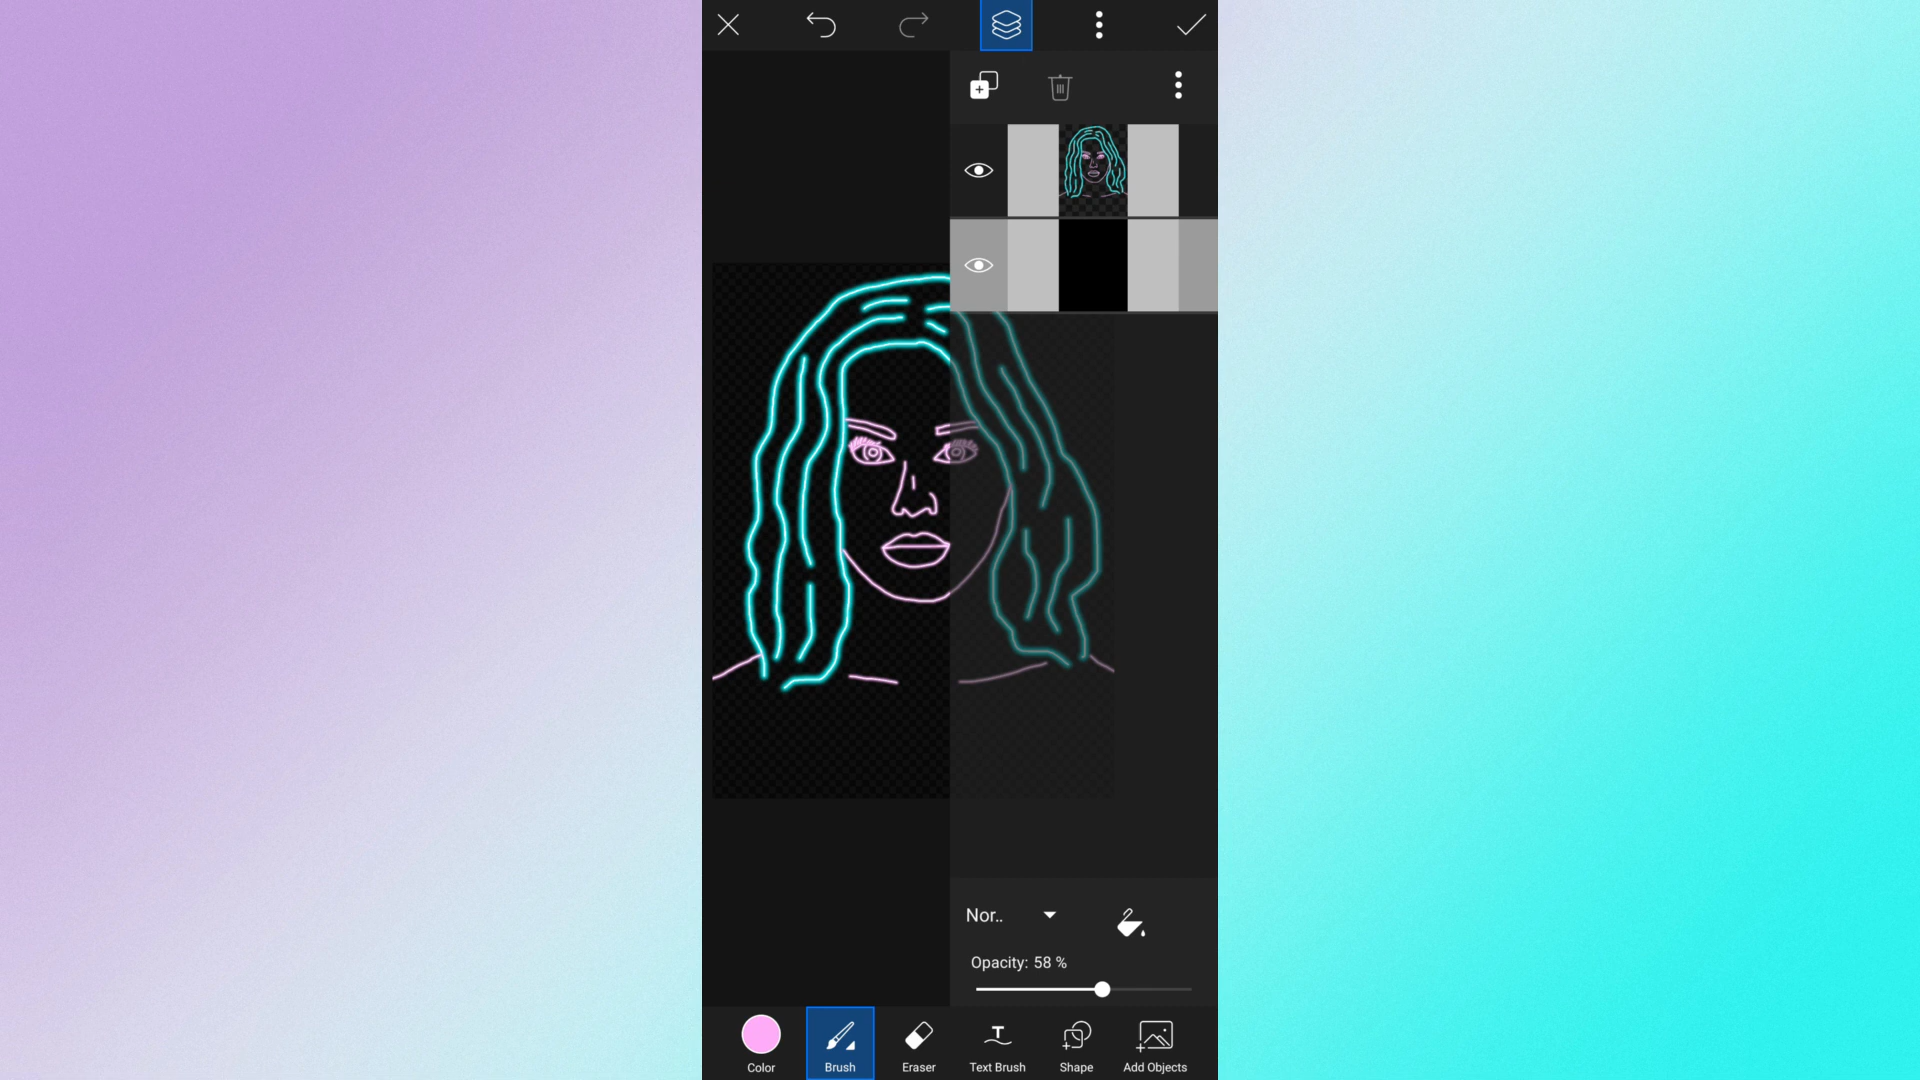 Nor..
Opacity: 58 %
Color
Brush
Eraser
T
Text Brush
Shape
Add Objects